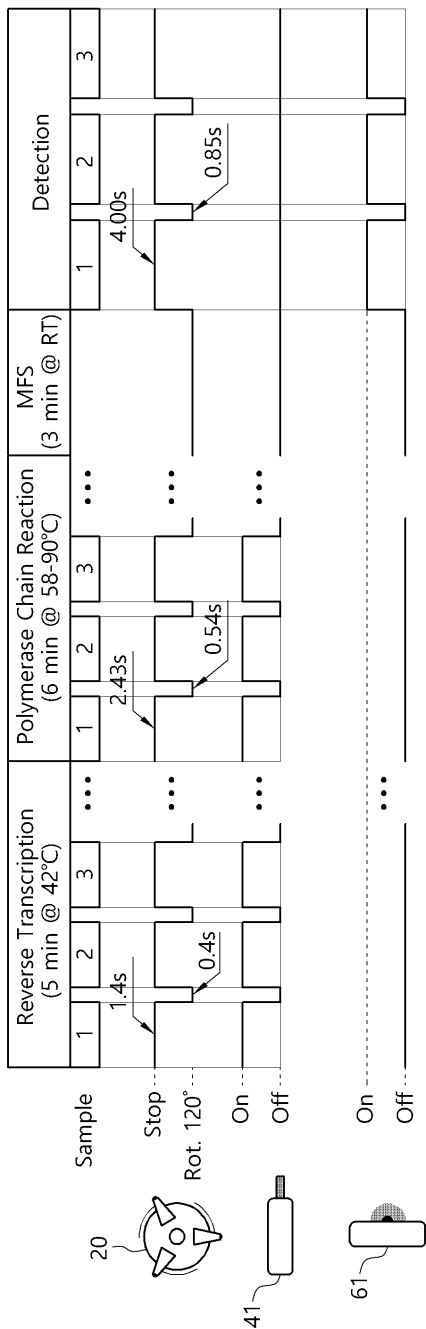 Reverse Transcription
(5 min @ 42℃)
Polymerase Chain Reaction
(6 min @ 58-90℃)
MFS
(3 min @ RT)
Detection
Sample
1
2
3
1
2
3
1
2
3
20
Stop
Rot. 120˚
1.4s
0.4s
2.43s
0.54s
4.00s
0.85s
41
On
Off
61
On
Off